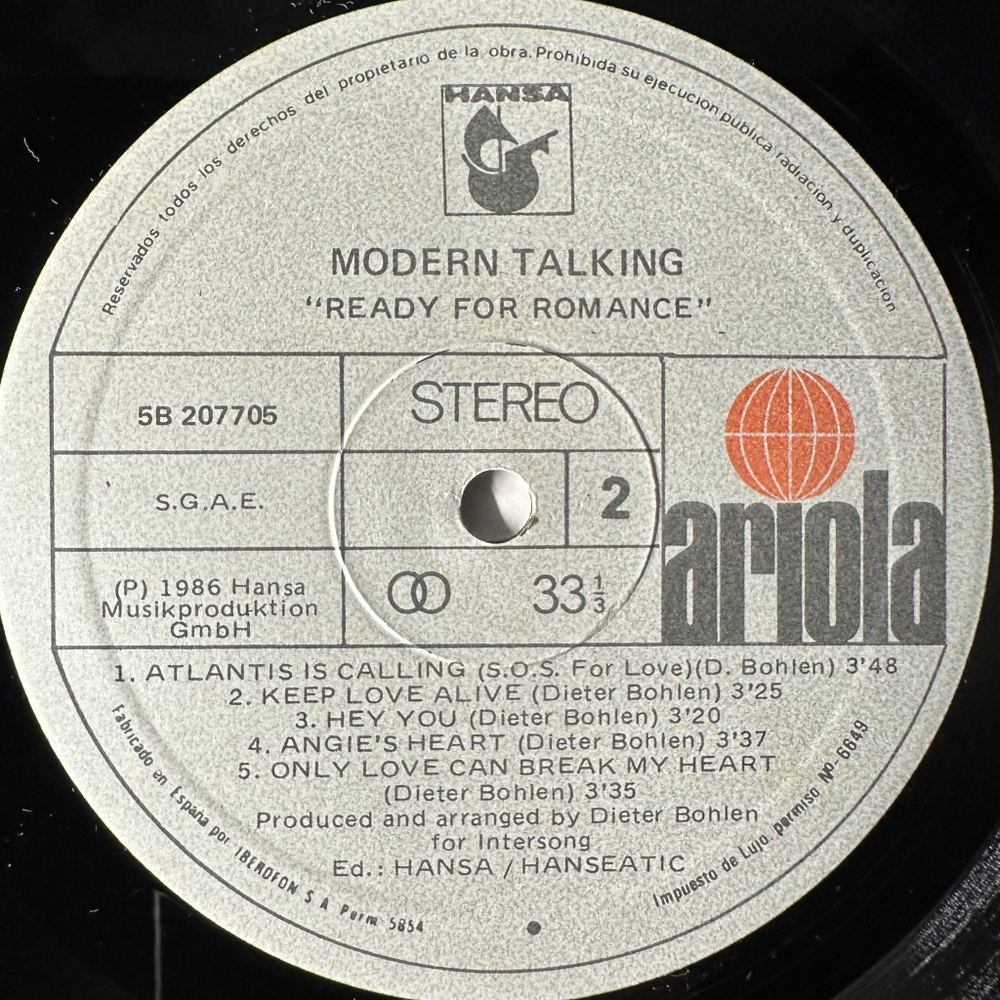 Reservados todos los derechos del propietario de la obra. Prohibida su ejecucion publica radiacion y duplicacion
HANSA
MODERN TALKING
"READY FOR ROMANCE"
5B 207705
STEREO
S.G.A.E.
2
ariola
(P) 1986 Hansa
Musikproduktion
GmbH
33 1/3
1. ATLANTIS IS CALLING (S.O.S. For Love)(D. Bohlen) 3'48
2. KEEP LOVE ALIVE (Dieter Bohlen) 3'25
3. HEY YOU (Dieter Bohlen) 3'20
4. ANGIE'S HEART (Dieter Bohlen) 3'37
5. ONLY LOVE CAN BREAK MY HEART
(Dieter Bohlen) 3'35
Produced and arranged by Dieter Bohlen
for Intersong
Ed.: HANSA / HANSEATIC
Fabricado en España por IBEROFON S A Perm 5854
Impuesto de Lujo. permiso Nº-6649